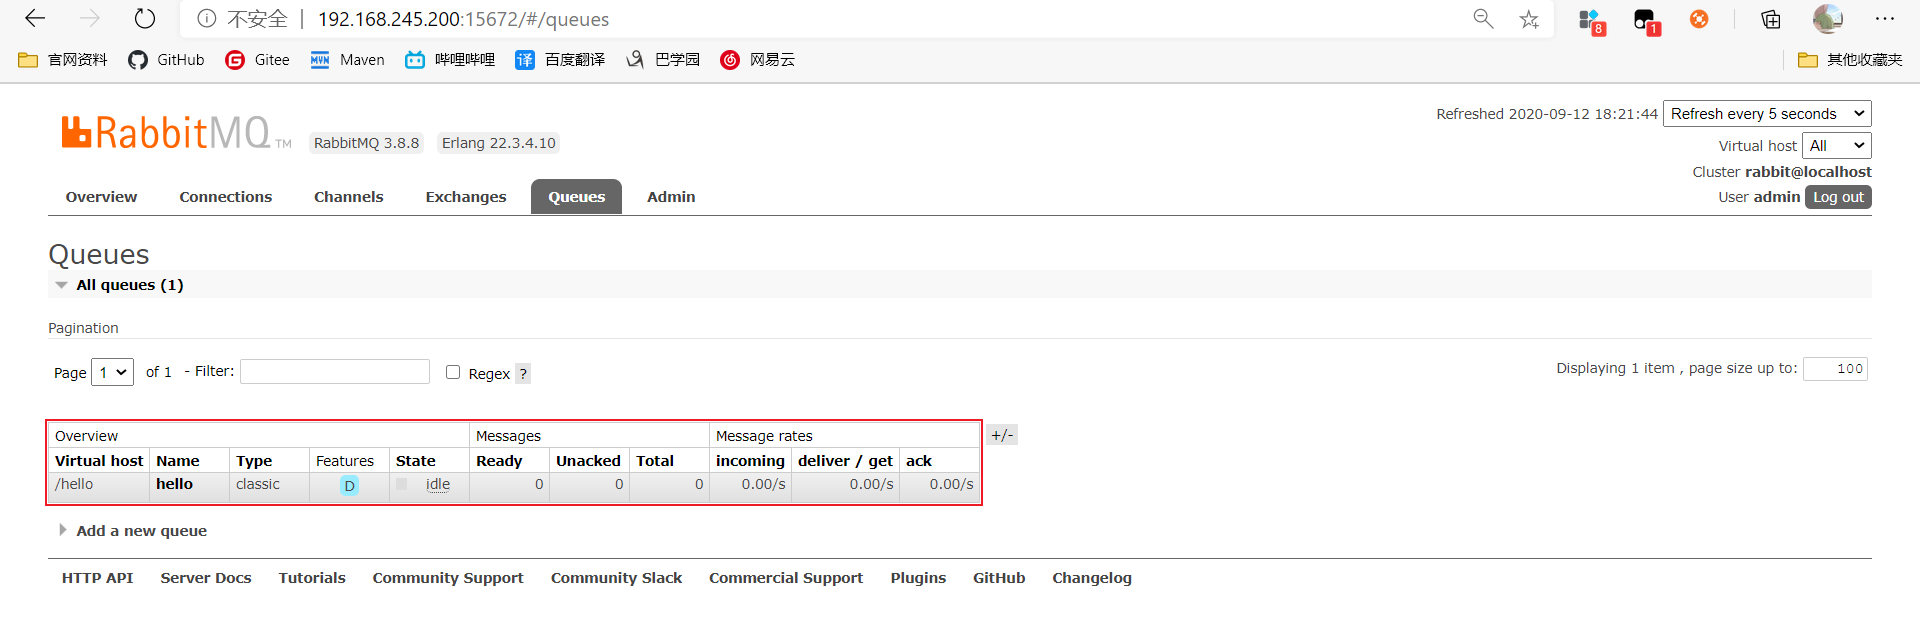 不安全 | 192.168.245.200:15672/#/queues 8 1
官网资料 GitHub Gitee MVN Maven 哔哩哔哩 译 百度翻译 巴学园 网易云 其他收藏夹
Refreshed 2020-09-12 18:21:44 Refresh every 5 seconds
RabbitMQ TM RabbitMQ 3.8.8 Erlang 22.3.4.10
Virtual host All
Cluster rabbit@localhost
User admin Log out
Overview Connections Channels Exchanges Queues Admin
Queues
All queues (1)
Pagination
Page 1 of 1 - Filter: Regex ? Displaying 1 item , page size up to: 100
Overview Messages Message rates +/-
Virtual host Name Type Features State Ready Unacked Total incoming deliver / get ack
/hello hello classic D idle 0 0 0 0.00/s 0.00/s 0.00/s
Add a new queue
HTTP API Server Docs Tutorials Community Support Community Slack Commercial Support Plugins GitHub Changelog